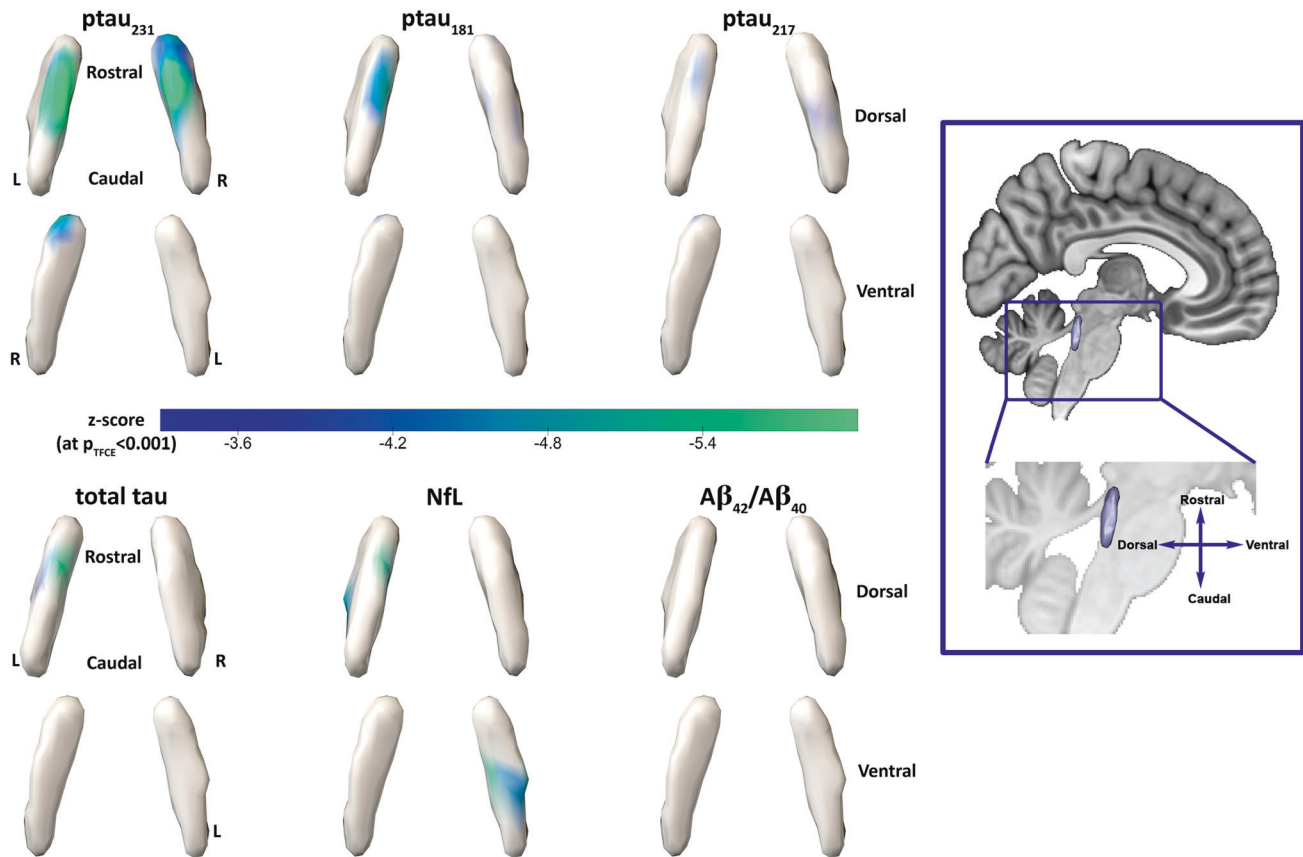 ptau₂₃₁ ptau₁₈₁ ptau₂₁₇
Rostral
Dorsal
L Caudal R
Ventral
R L
z-score
(at pTFCE<0.001) -3.6 -4.2 -4.8 -5.4
total tau NfL Aβ₄₂/Aβ₄₀
Rostral
Dorsal
L Caudal R
Ventral
L
Rostral
Dorsal Ventral
Caudal